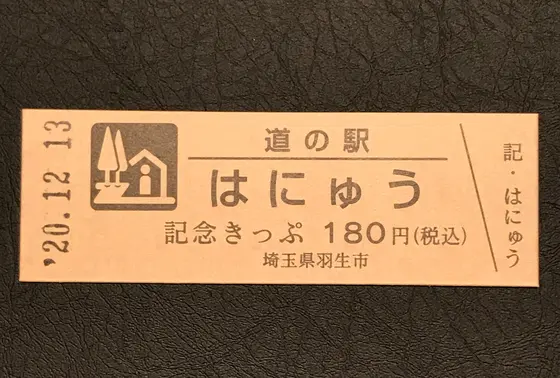 '20.12.13
道の駅
はにゅう
記念きっぷ 180円(税込)
埼玉県羽生市
記・はにゅう